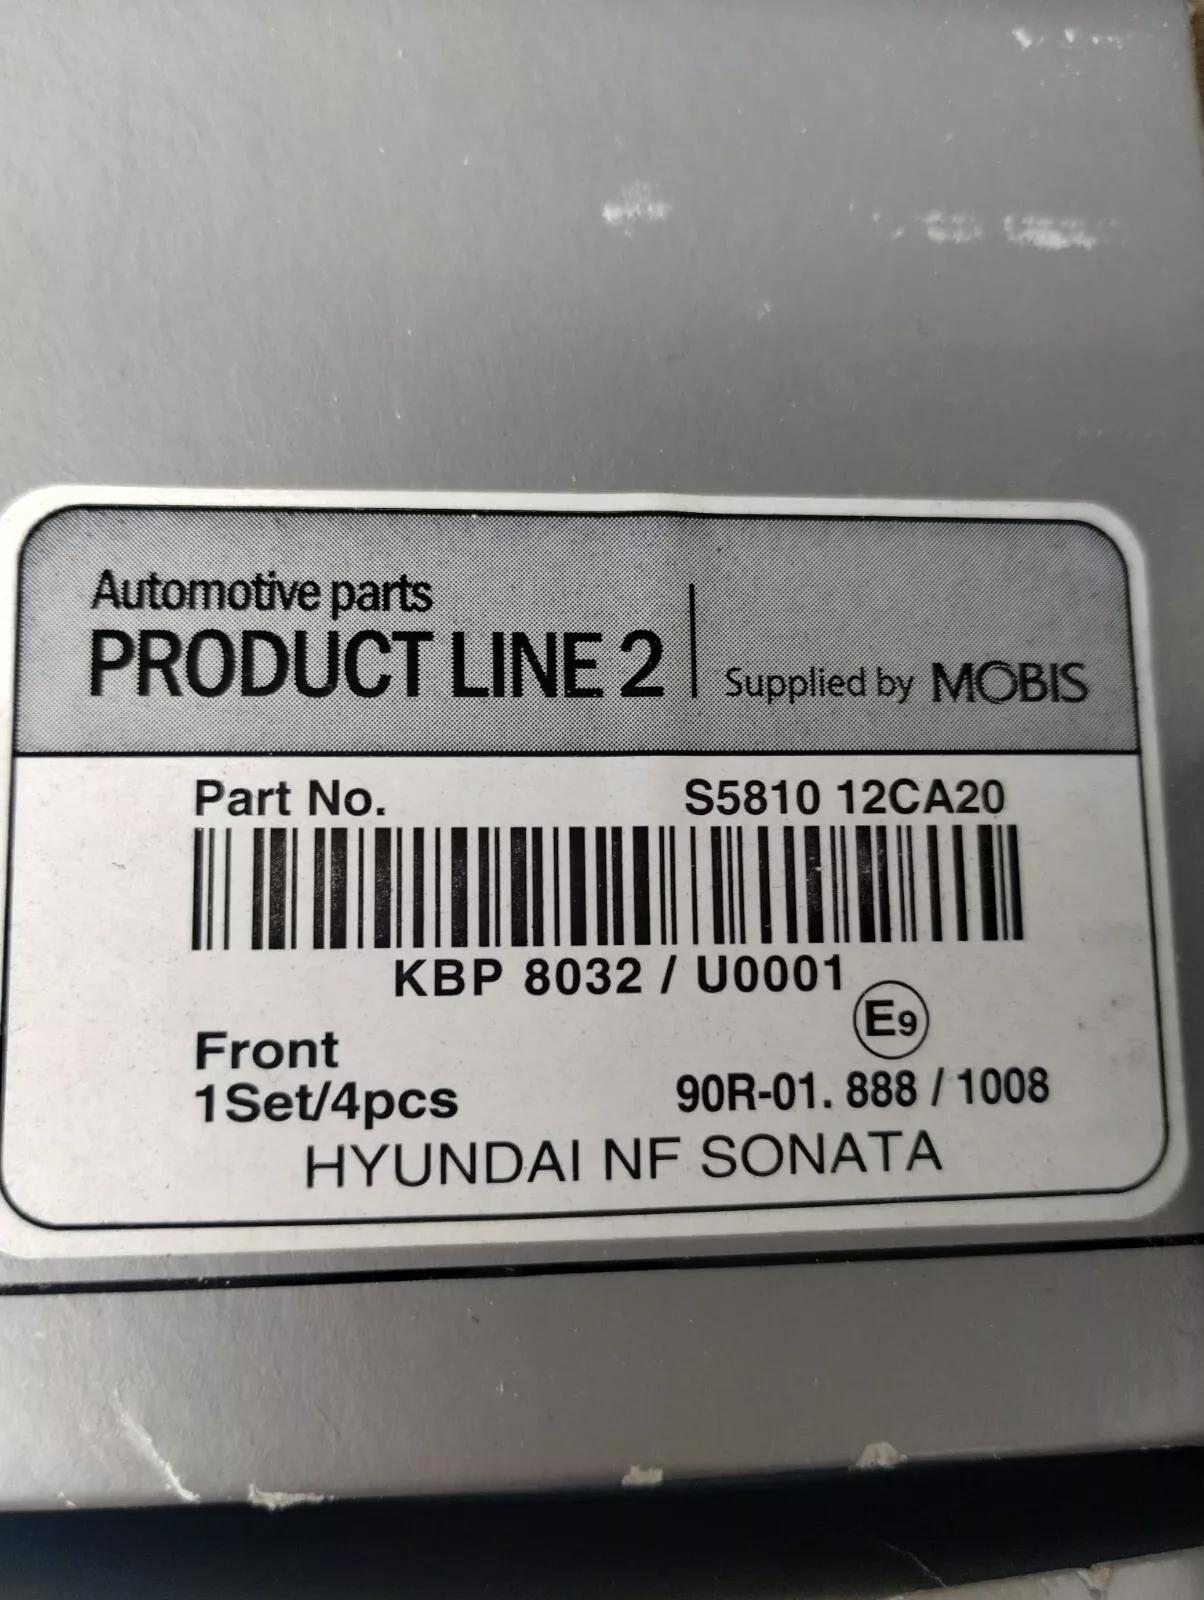 Automotive parts
PRODUCT LINE 2
Supplied by MOBIS
Part No. S5810 12CA20
KBP 8032 / U0001
E9
Front
1Set/4pcs 90R-01. 888 / 1008
HYUNDAI NF SONATA